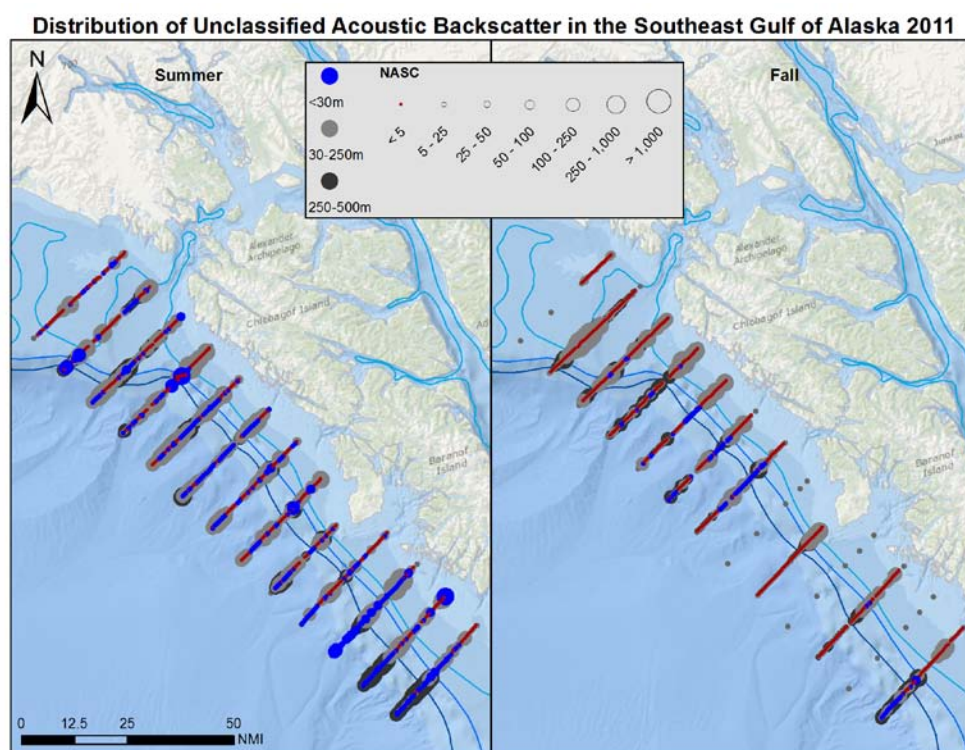 Distribution of Unclassified Acoustic Backscatter in the Southeast Gulf of Alaska 2011
N
Summer
Fall
NASC
<30m
30-250m
250-500m
< 5
5 - 25
25 - 50
50 - 100
100 - 250
250 - 1,000
> 1,000
Juneau
Alexander
Archipelago
Chichagof Island
Baranof
Island
Alexander
Archipelago
Chichagof Island
Baranof
Island
0 12.5 25 50
NMI